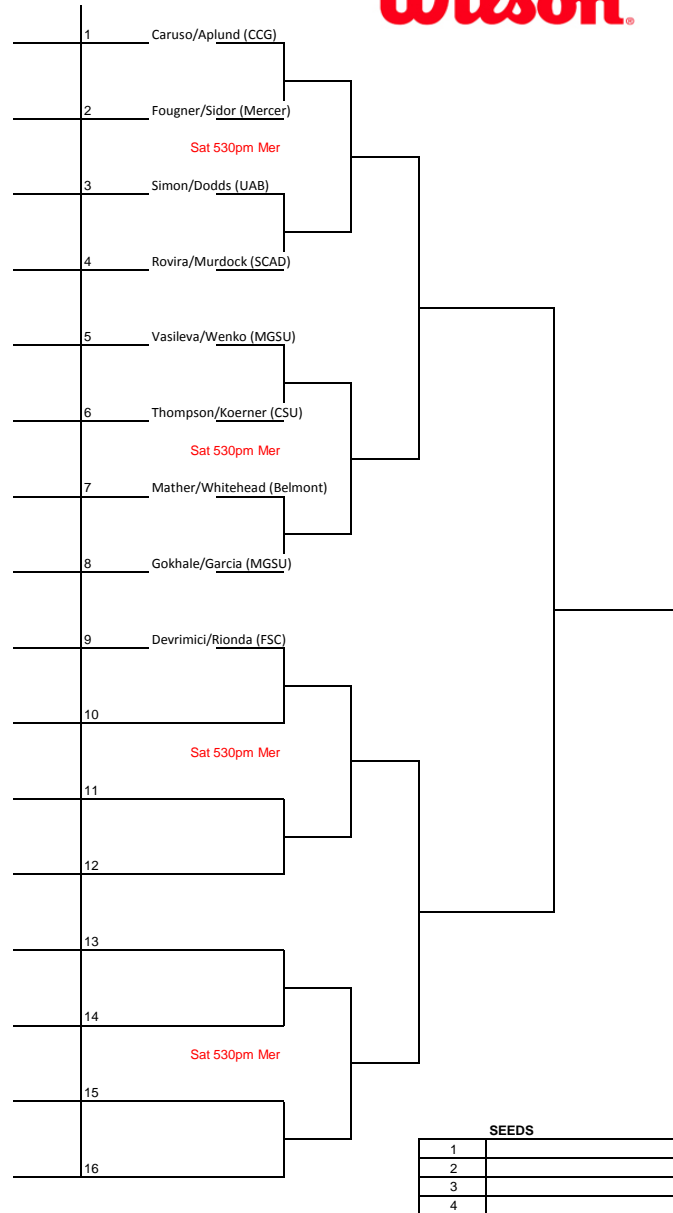 Wilson®
1 Caruso/Aplund (CCG)
2 Fougner/Sidor (Mercer)
Sat 530pm Mer
3 Simon/Dodds (UAB)
4 Rovira/Murdock (SCAD)
5 Vasileva/Wenko (MGSU)
6 Thompson/Koerner (CSU)
Sat 530pm Mer
7 Mather/Whitehead (Belmont)
8 Gokhale/Garcia (MGSU)
9 Devrimici/Rionda (FSC)
10
Sat 530pm Mer
11
12
13
14
Sat 530pm Mer
15
16
SEEDS
1
2
3
4